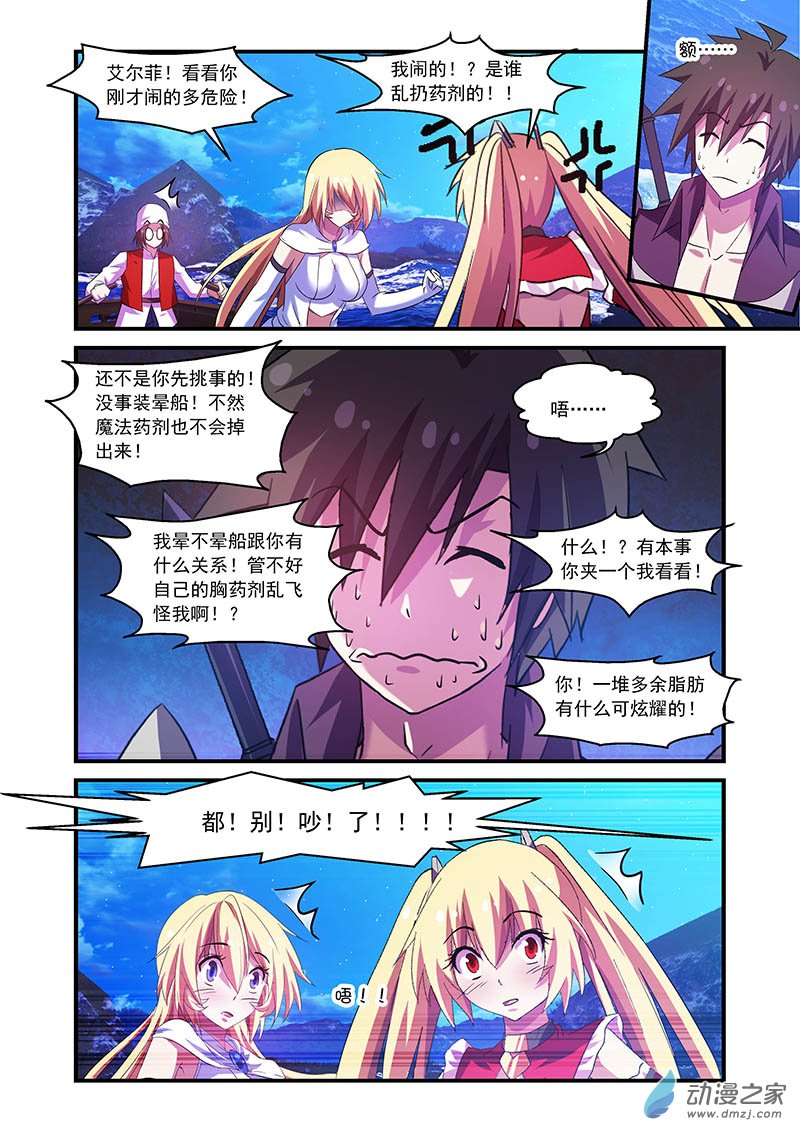 艾尔菲！看看你
刚才闹的多危险！
我闹的！？是谁
乱扔药剂的！！
额……
还不是你先挑事的！
没事装晕船！不然
魔法药剂也不会掉
出来！
唔……
我晕不晕船跟你有
什么关系！管不好
自己的胸药剂乱飞
怪我啊！？
什么！？有本事
你夹一个我看看！
你！一堆多余脂肪
有什么可炫耀的！
都！别！吵！了！！！！
唔！！
动漫之家
www.dmzj.com